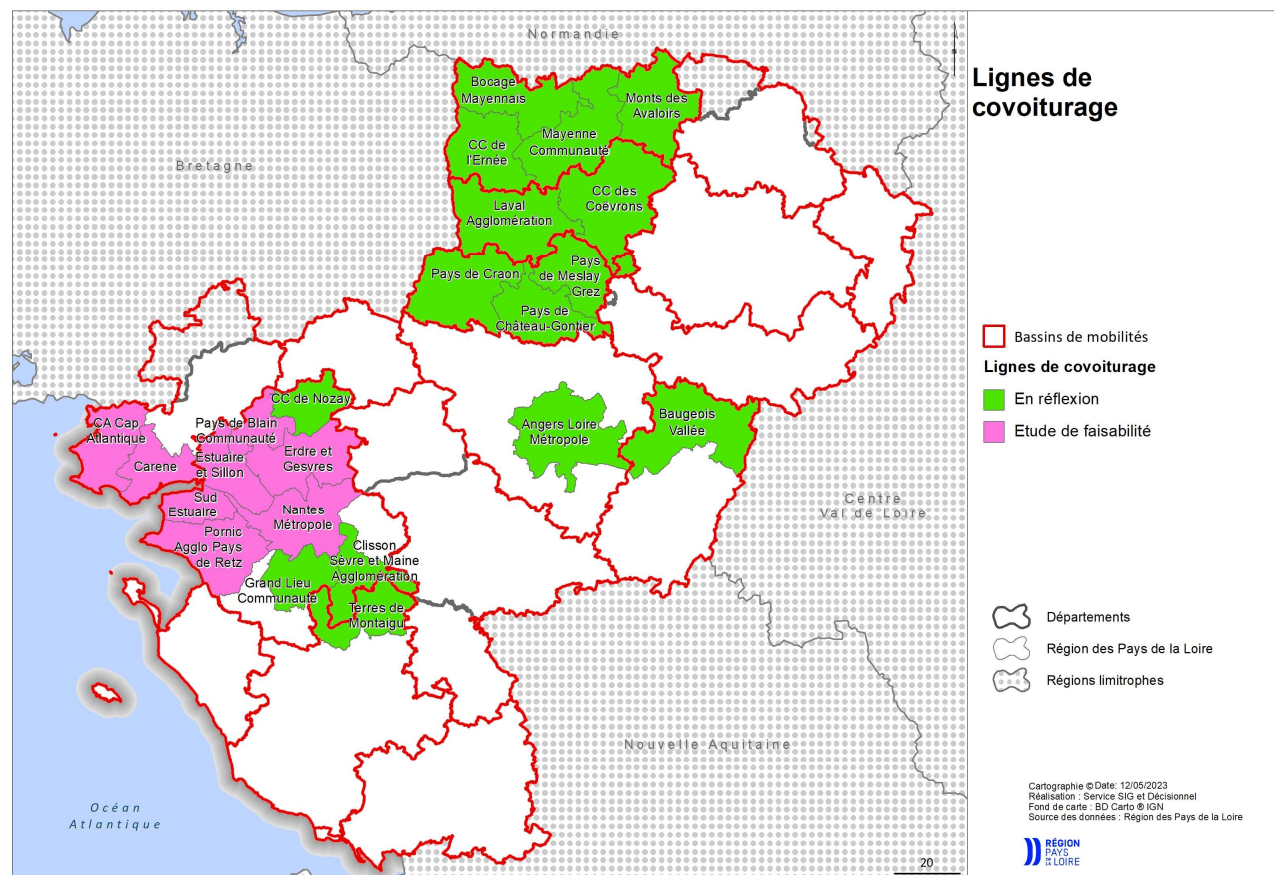 Normandie
Lignes de
covoiturage
Bocage
Mayennais
Monts des
Avaloirs
Mayenne
Communauté
CC de
l'Ernée
Bretagne
CC des
Coëvrons
Laval
Agglomération
Pays de Craon
Pays
de Meslay
Grez
Pays de
Château-Gontier
Bassins de mobilités
Lignes de covoiturage
En réflexion
Etude de faisabilité
CC de Nozay
CA Cap
Atlantique
Pays de Blain
Communauté
Angers Loire
Métropole
Baugeois
Vallée
Carene
Estuaire
et Sillon
Erdre et
Gesvres
Sud
Estuaire
Nantes
Métropole
Centre
Val de Loire
Pornic
Agglo Pays
de Retz
Clisson
Sèvre et Maine
Agglomération
Grand Lieu
Communauté
Terres de
Montaigu
Départements
Région des Pays de la Loire
Régions limitrophes
Nouvelle Aquitaine
Océan
Atlantique
Cartographie © Date: 12/05/2023
Réalisation : Service SIG et Décisionnel
Fond de carte : BD Carto ® IGN
Source des données : Région des Pays de la Loire
RÉGION
PAYS
DE LA LOIRE
20